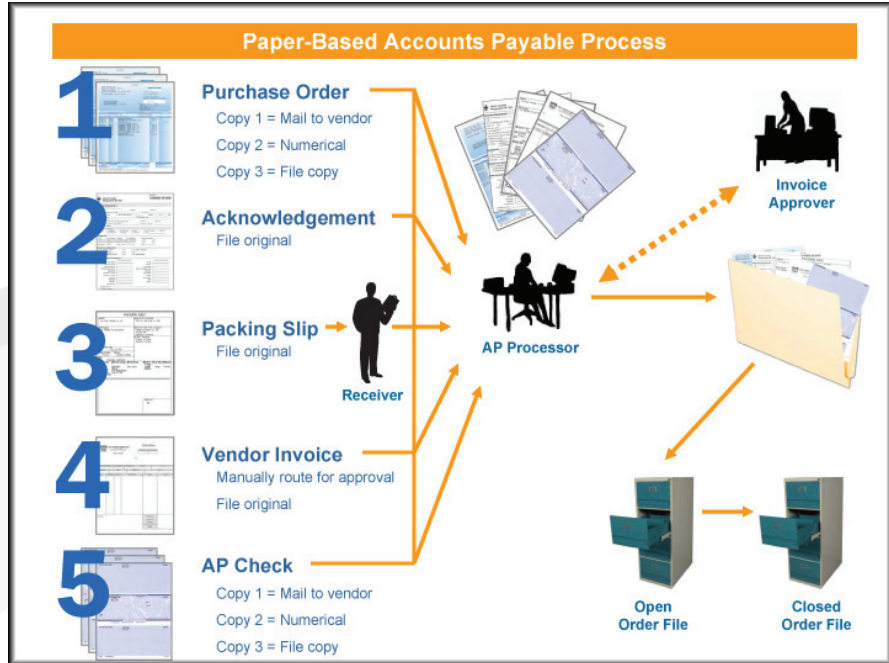 Paper-Based Accounts Payable Process
1
Purchase Order
Copy 1 = Mail to vendor
Copy 2 = Numerical
Copy 3 = File copy
2
Acknowledgement
File original
3
Packing Slip
File original
Receiver
4
Vendor Invoice
Manually route for approval
File original
5
AP Check
Copy 1 = Mail to vendor
Copy 2 = Numerical
Copy 3 = File copy
AP Processor
Invoice
Approver
Open
Order File
Closed
Order File